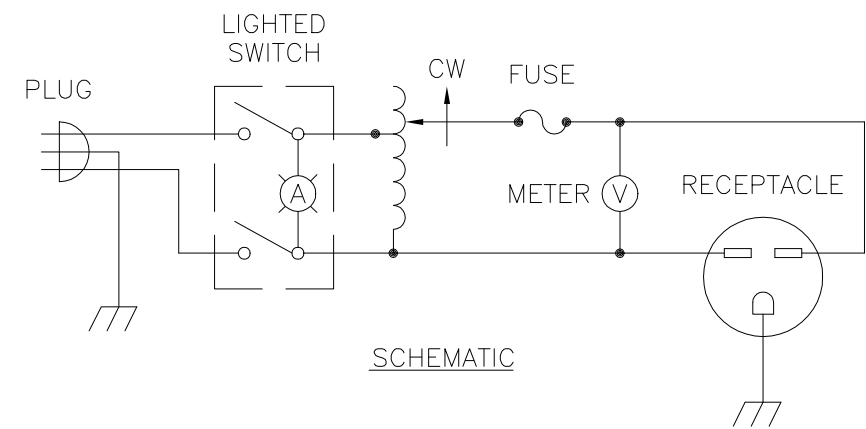 LIGHTED
SWITCH
PLUG
CW
FUSE
A
METER
V
RECEPTACLE
SCHEMATIC